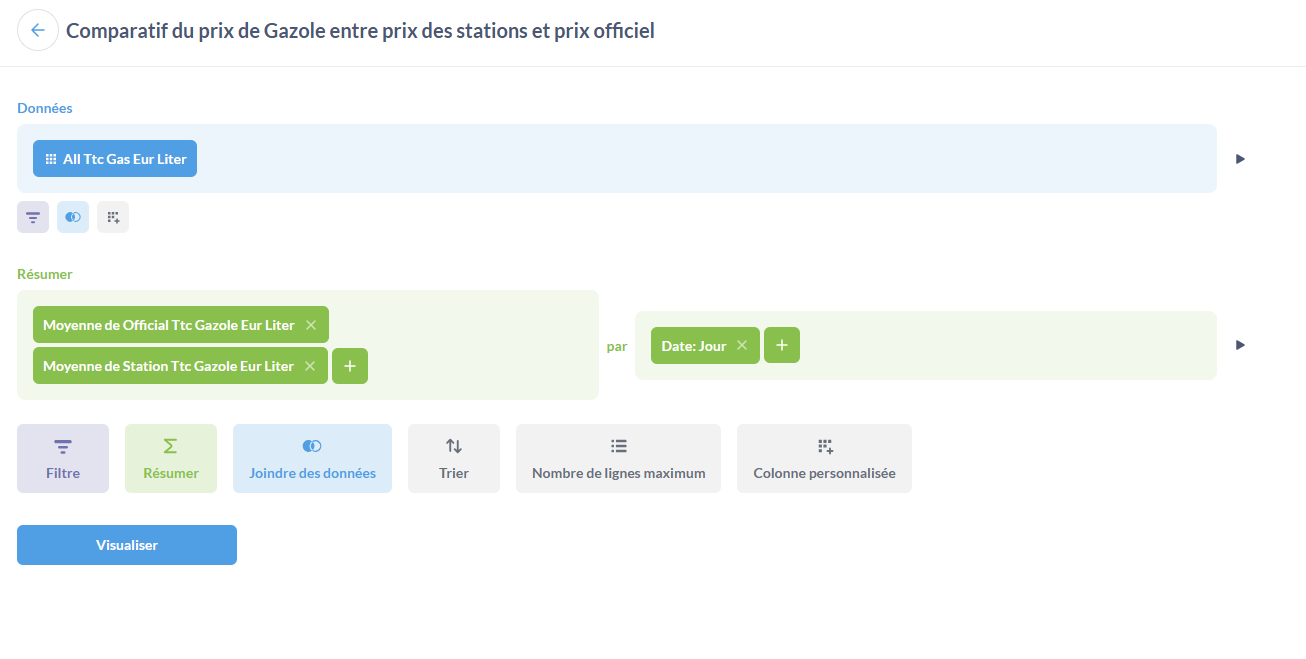 Comparatif du prix de Gazole entre prix des stations et prix officiel
Données
All Ttc Gas Eur Liter
Résumer
Moyenne de Official Ttc Gazole Eur Liter
Moyenne de Station Ttc Gazole Eur Liter
par
Date: Jour
Filtre
Résumer
Joindre des données
Trier
Nombre de lignes maximum
Colonne personnalisée
Visualiser